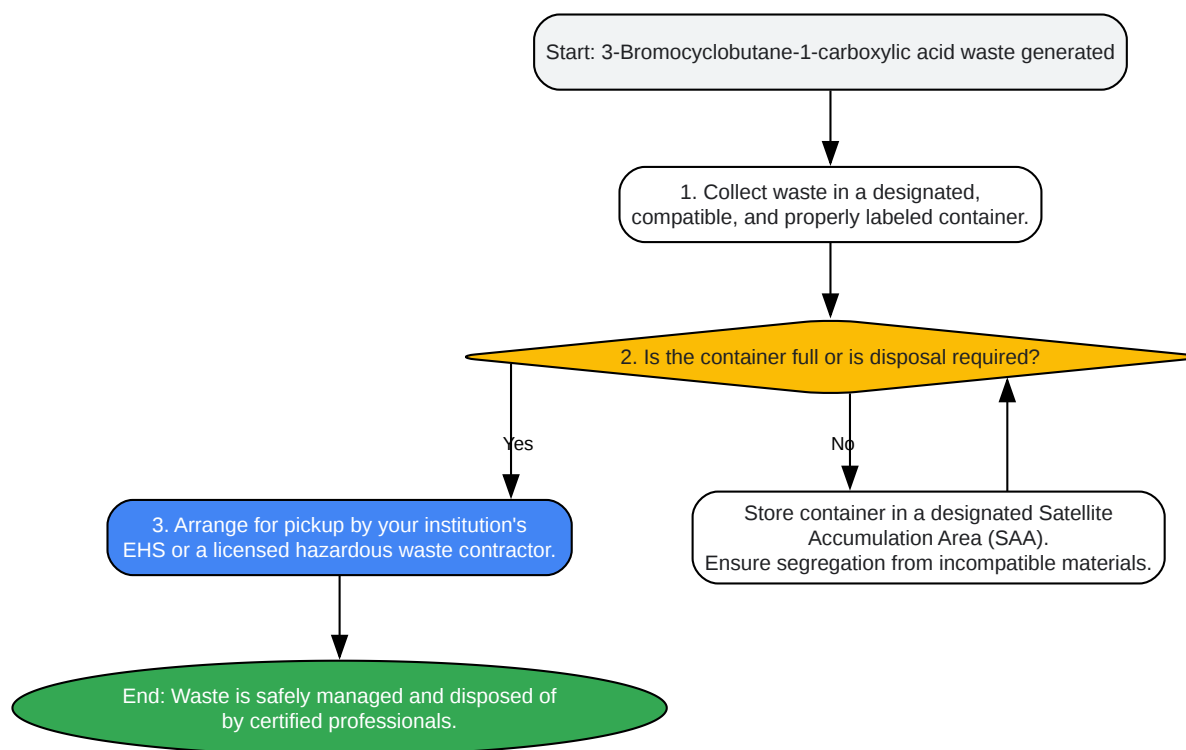 Start: 3-Bromocyclobutane-1-carboxylic acid waste generated
1. Collect waste in a designated,
compatible, and properly labeled container.
2. Is the container full or is disposal required?
Yes
No
3. Arrange for pickup by your institution's
EHS or a licensed hazardous waste contractor.
Store container in a designated Satellite
Accumulation Area (SAA).
Ensure segregation from incompatible materials.
End: Waste is safely managed and disposed of
by certified professionals.